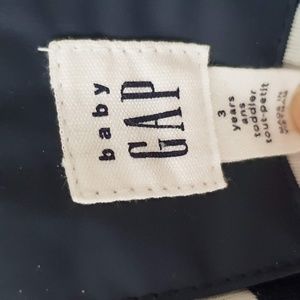 baby
GAP
3
years
ans
toddler
tout-petit